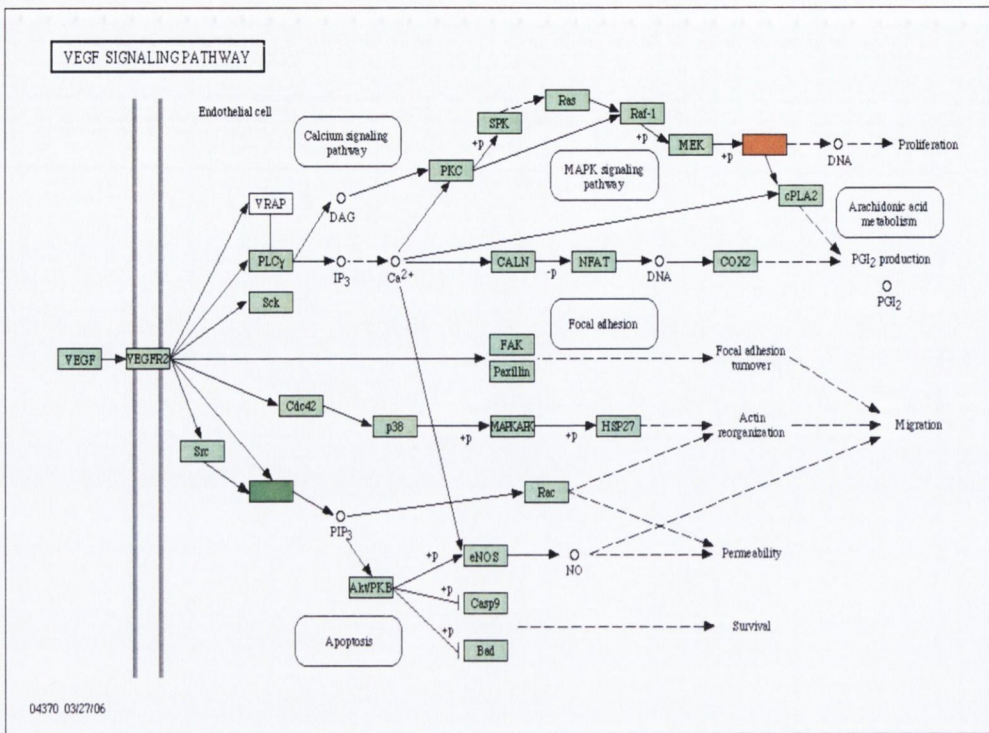 VEGF SIGNALING PATHWAY
Endothelial cell
Calcium signaling
pathway
SPK
Ras
Raf-1
+p
+p
MEK
+p
DNA
Proliferation
PKC
MAPK signaling
pathway
cPLA2
Arachidonic acid
metabolism
VRAP
DAG
PLCγ
IP3
Ca2+
CALN
-p
NFAT
DNA
COX2
PGI2 production
PGI2
Sck
Focal adhesion
VEGF
VEGFR2
FAK
Paxillin
Focal adhesion
turnover
Cdc42
p38
+p
MAPKAPK
+p
HSP27
Actin
reorganization
Migration
Src
PIP3
Rac
+p
eNOS
NO
Permeability
Akt/PKB
+p
Casp9
+p
Bad
Survival
Apoptosis
04370 03/27/06